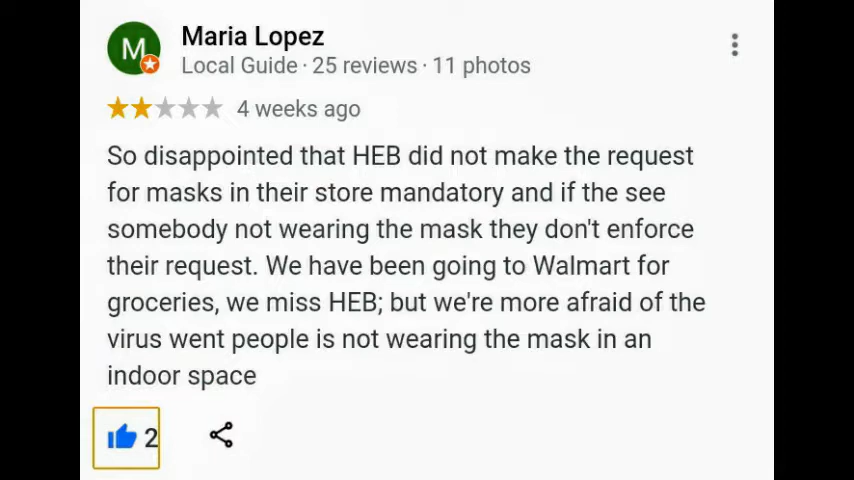 M
Maria Lopez
Local Guide · 25 reviews · 11 photos
4 weeks ago
So disappointed that HEB did not make the request
for masks in their store mandatory and if the see
somebody not wearing the mask they don't enforce
their request. We have been going to Walmart for
groceries, we miss HEB; but we're more afraid of the
virus went people is not wearing the mask in an
indoor space
2